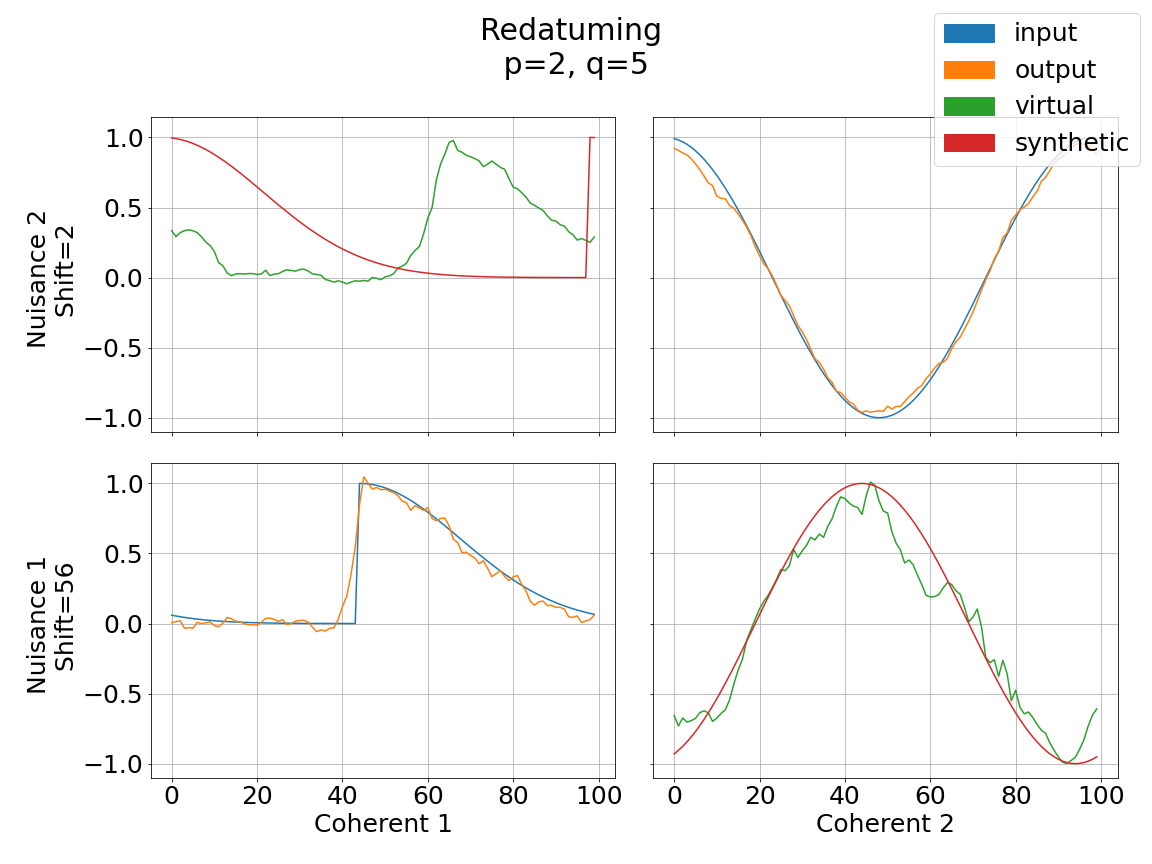 Redatuming
p=2, q=5
input
output
virtual
synthetic
Nuisance 2
Shift=2
1.0
0.5
0.0
−0.5
−1.0
Nuisance 1
Shift=56
1.0
0.5
0.0
−0.5
−1.0
0 20 40 60 80 100
Coherent 1
0 20 40 60 80 100
Coherent 2